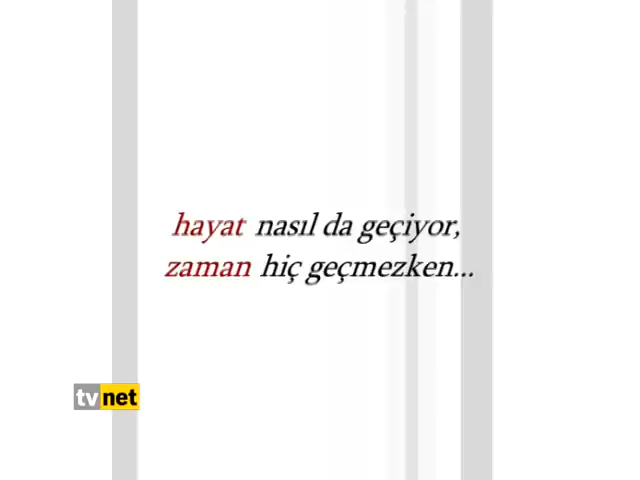 hayat nasıl da geçiyor,
zaman hiç geçmezken...
tvnet